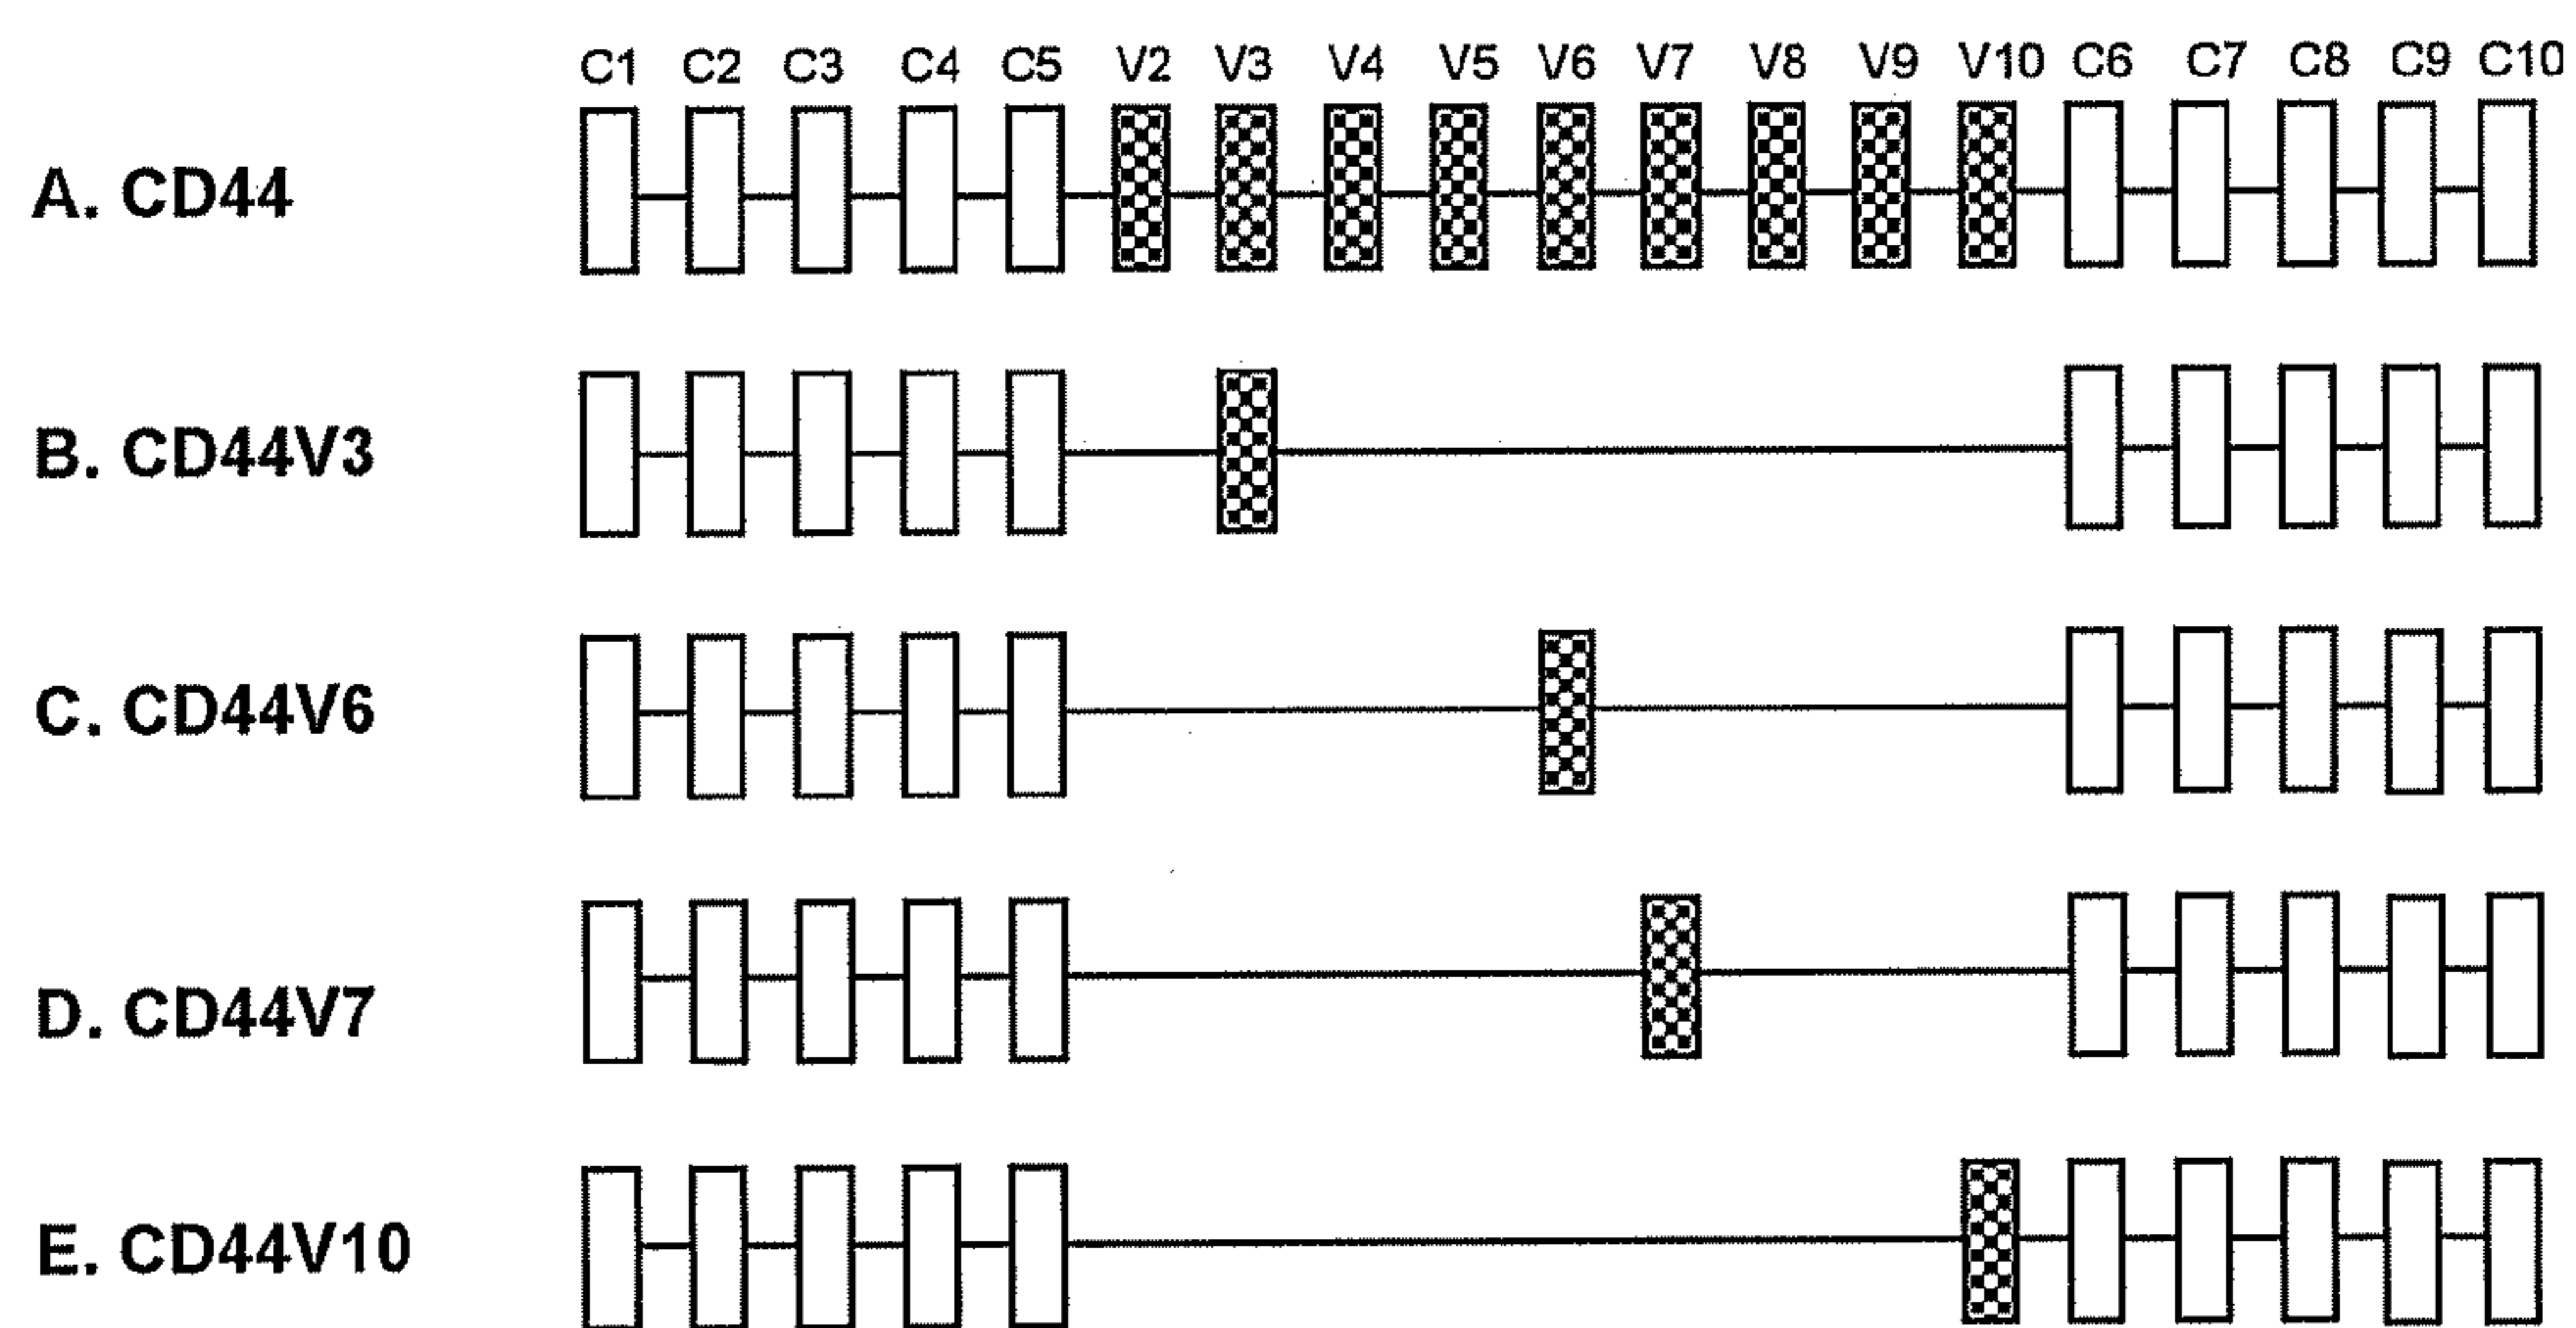 C1 C2 C3 C4 C5 V2 V3 V4 V5 V6 V7 V8 V9 V10 C6 C7 C8 C9 C10
A. CD44
B. CD44V3
C. CD44V6
D. CD44V7
E. CD44V10